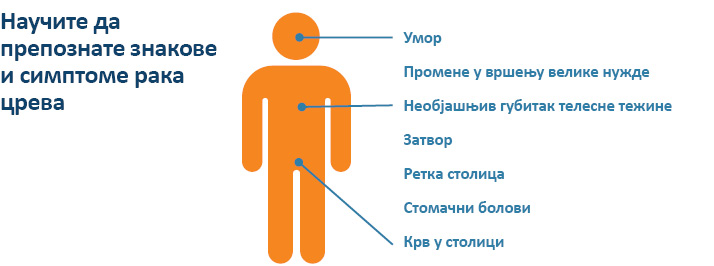 Научите да
препознате знакове
и симптоме рака
црева
Умор
Промене у вршењу велике нужде
Необјашњив губитак телесне тежине
Затвор
Ретка столица
Стомачни болови
Крв у столици